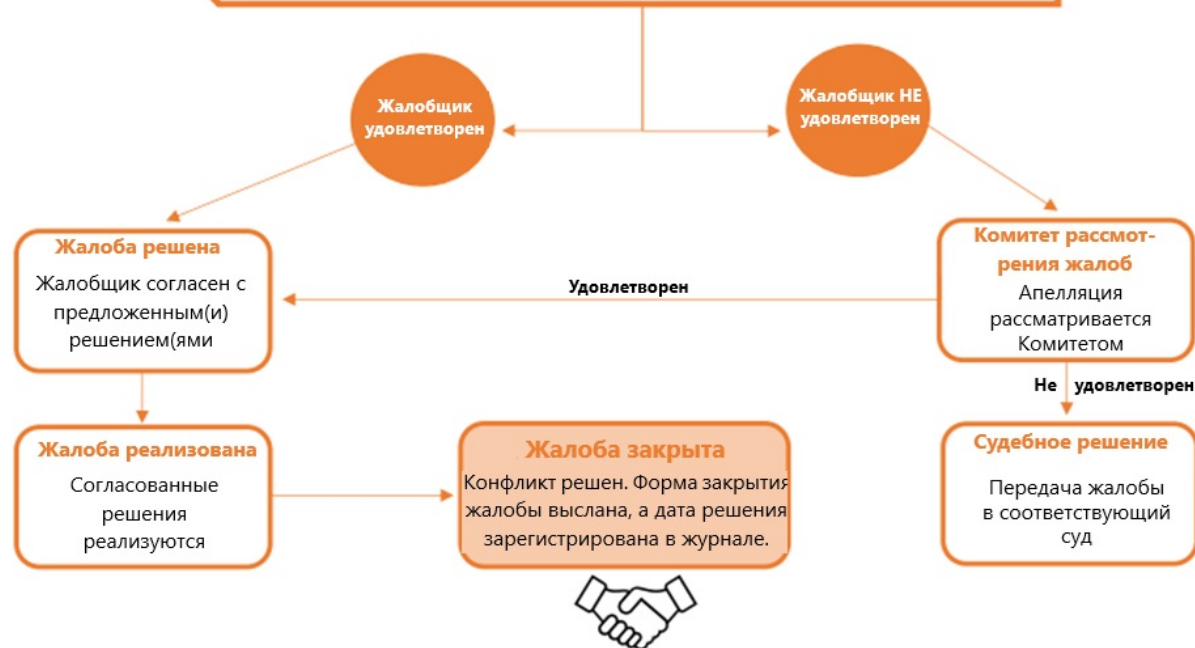 Жалобщик
удовлетворен
Жалобщик НЕ
удовлетворен
Жалоба решена
Жалобщик согласен с
предложенным(и)
решением(ями
Удовлетворен
Комитет рассмот-
рения жалоб
Апелляция
рассматривается
Комитетом
Не удовлетворен
Жалоба реализована
Согласованные
решения
реализуются
Жалоба закрыта
Конфликт решен. Форма закрытия
жалобы выслана, а дата решения
зарегистрирована в журнале.
Судебное решение
Передача жалобы
в соответствующий
суд